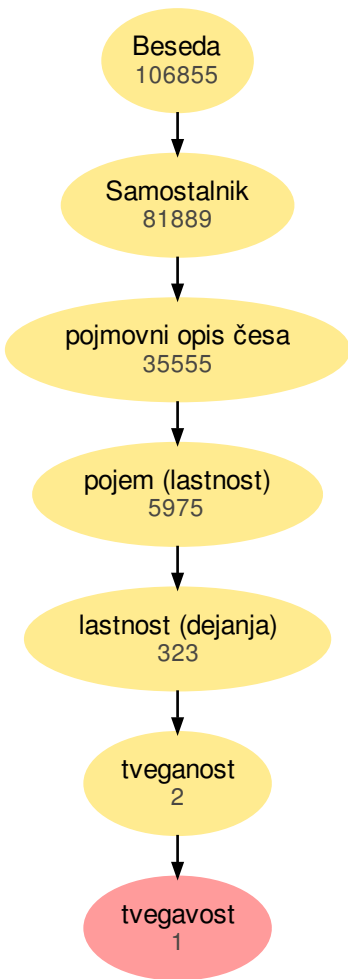 Beseda
106855
Samostalnik
81889
pojmovni opis česa
35555
pojem (lastnost)
5975
lastnost (dejanja)
323
tveganost
2
tvegavost
1